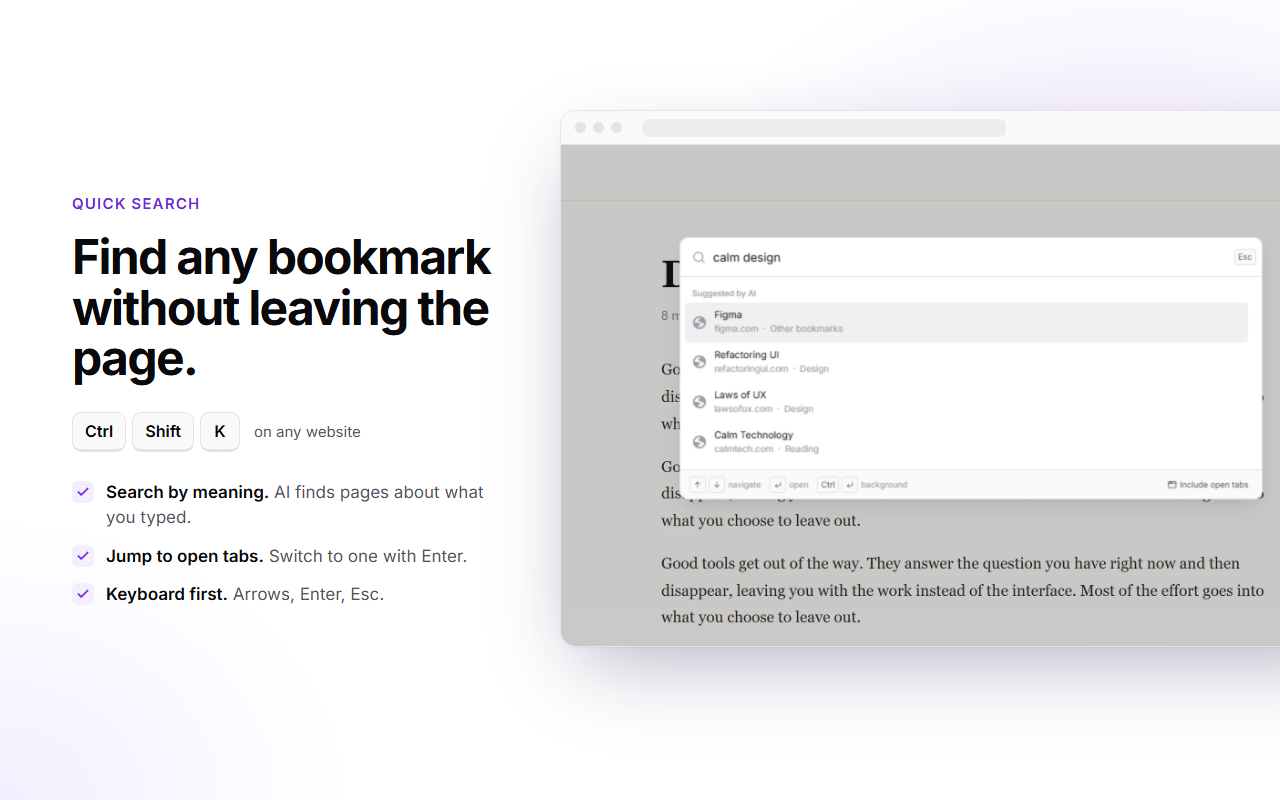 QUICK SEARCH
Find any bookmark
without leaving the
page.
Ctrl Shift K on any website
Search by meaning. AI finds pages about what
you typed.
Jump to open tabs. Switch to one with Enter.
Keyboard first. Arrows, Enter, Esc.
calm design Esc
Suggested by AI
Figma
figma.com · Other bookmarks
Refactoring UI
refactoringui.com · Design
Laws of UX
lawsofux.com · Design
Calm Technology
calmtech.com · Reading
↑ ↓ navigate ↵ open Ctrl ↵ background Include open tabs
8 m
Go
dis
wh
Go
what you choose to leave out.
Good tools get out of the way. They answer the question you have right now and then
disappear, leaving you with the work instead of the interface. Most of the effort goes into
what you choose to leave out.